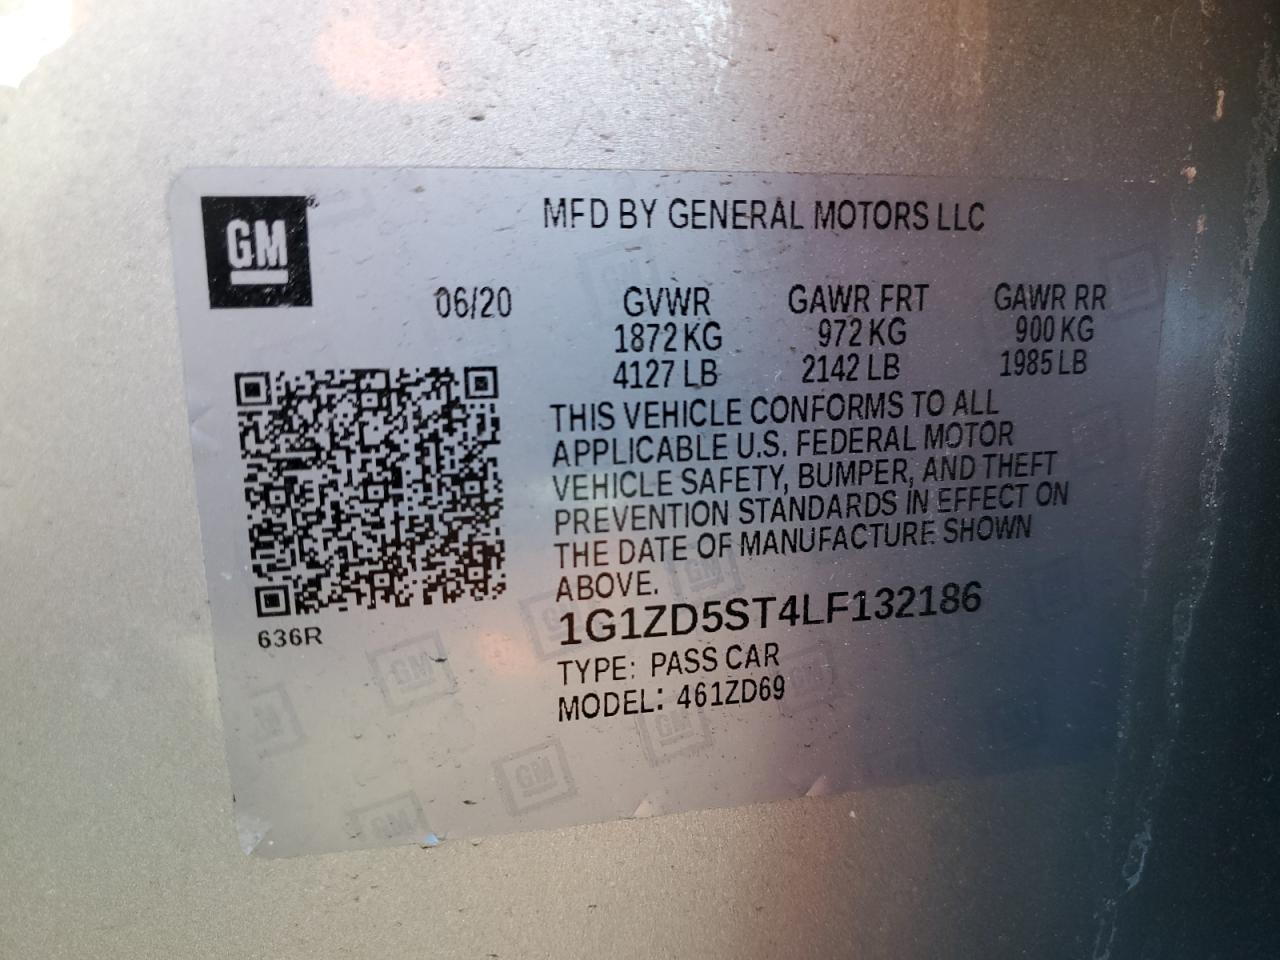 GM
MFD BY GENERAL MOTORS LLC
06/20 GVWR GAWR FRT GAWR RR
1872 KG 972 KG 900 KG
4127 LB 2142 LB 1985 LB
THIS VEHICLE CONFORMS TO ALL
APPLICABLE U.S. FEDERAL MOTOR
VEHICLE SAFETY, BUMPER, AND THEFT
PREVENTION STANDARDS IN EFFECT ON
THE DATE OF MANUFACTURE SHOWN
ABOVE.
1G1ZD5ST4LF132186
TYPE: PASS CAR
MODEL: 461ZD69
636R